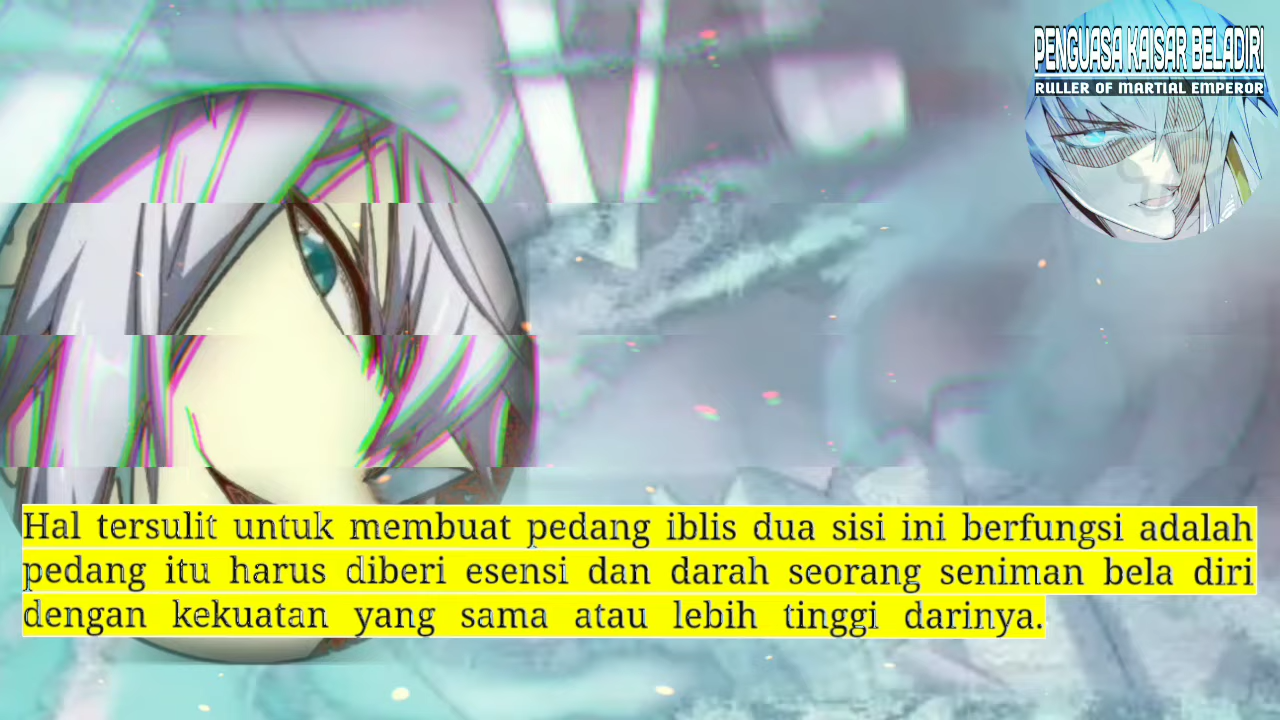 PENGUASA KAISAR BELADIRI
RULLER OF MARTIAL EMPEROR
Hal tersulit untuk membuat pedang iblis dua sisi ini berfungsi adalah
pedang itu harus diberi esensi dan darah seorang seniman bela diri
dengan kekuatan yang sama atau lebih tinggi darinya.